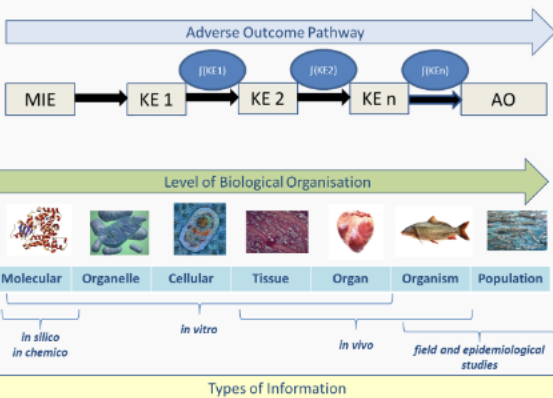 Adverse Outcome Pathway
∫(KE1) ∫(KE2) ∫(KEn)
MIE KE 1 KE 2 KE n AO
Level of Biological Organisation
Molecular Organelle Cellular Tissue Organ Organism Population
in silico
in chemico
in vitro
in vivo
field and epidemiological
studies
Types of Information